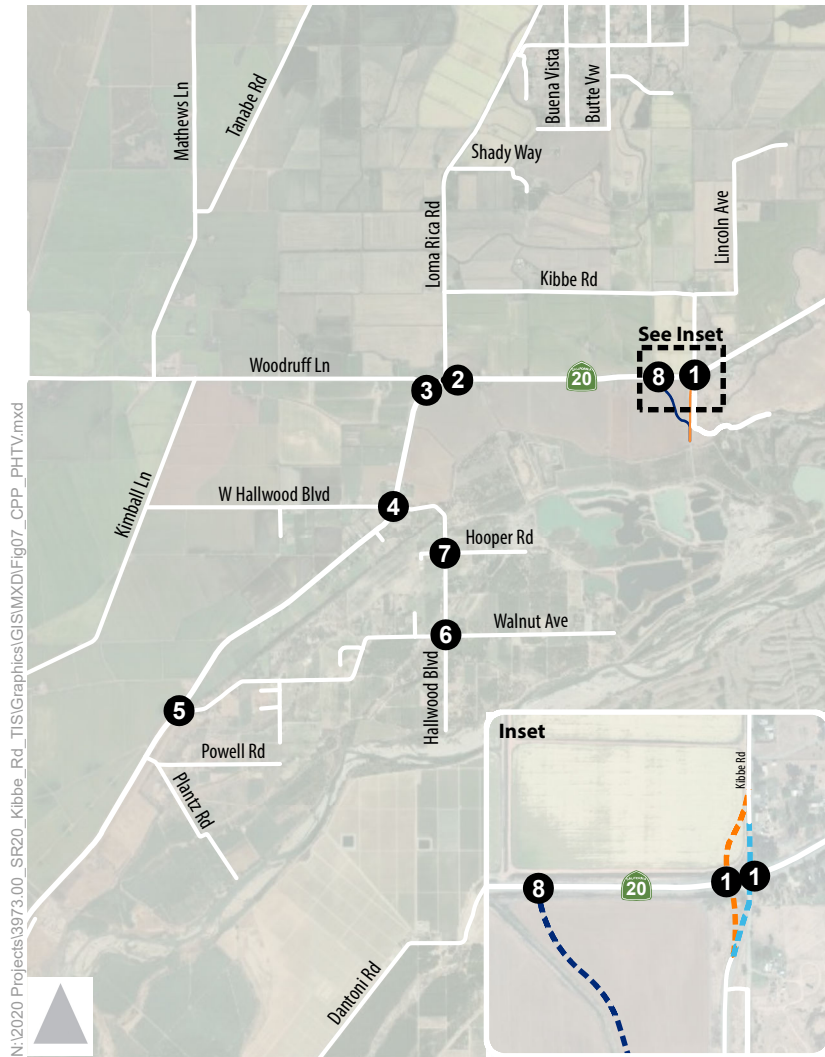 Mathews Ln
Tanabe Rd
Buena Vista
Butte Vw
Shady Way
Loma Rica Rd
Lincoln Ave
Kibbe Rd
See Inset
Woodruff Ln
3
2
CALIFORNIA
20
8
1
Kimball Ln
W Hallwood Blvd
4
Hooper Rd
7
Walnut Ave
6
Hallwood Blvd
5
Powell Rd
Plantz Rd
Dantoni Rd
Inset
Kibbe Rd
8
CALIFORNIA
20
1
1
N:\2020 Projects\3973.00_SR20_Kibbe_Rd_TIS\Graphics\GIS\MXD\Fig07_CPP_PHTV.mxd